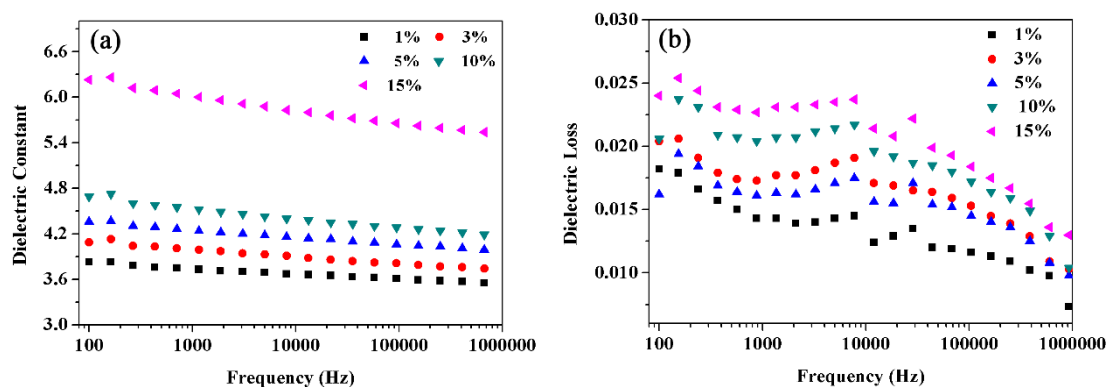 (a)
1% 3%
5% 10%
15%
6.6
6.0
5.4
4.8
4.2
3.6
3.0
Dielectric Constant
100 1000 10000 100000 1000000
Frequency (Hz)
(b)
1%
3%
5%
10%
15%
0.030
0.025
0.020
0.015
0.010
Dielectric Loss
100 1000 10000 100000 1000000
Frequency (Hz)